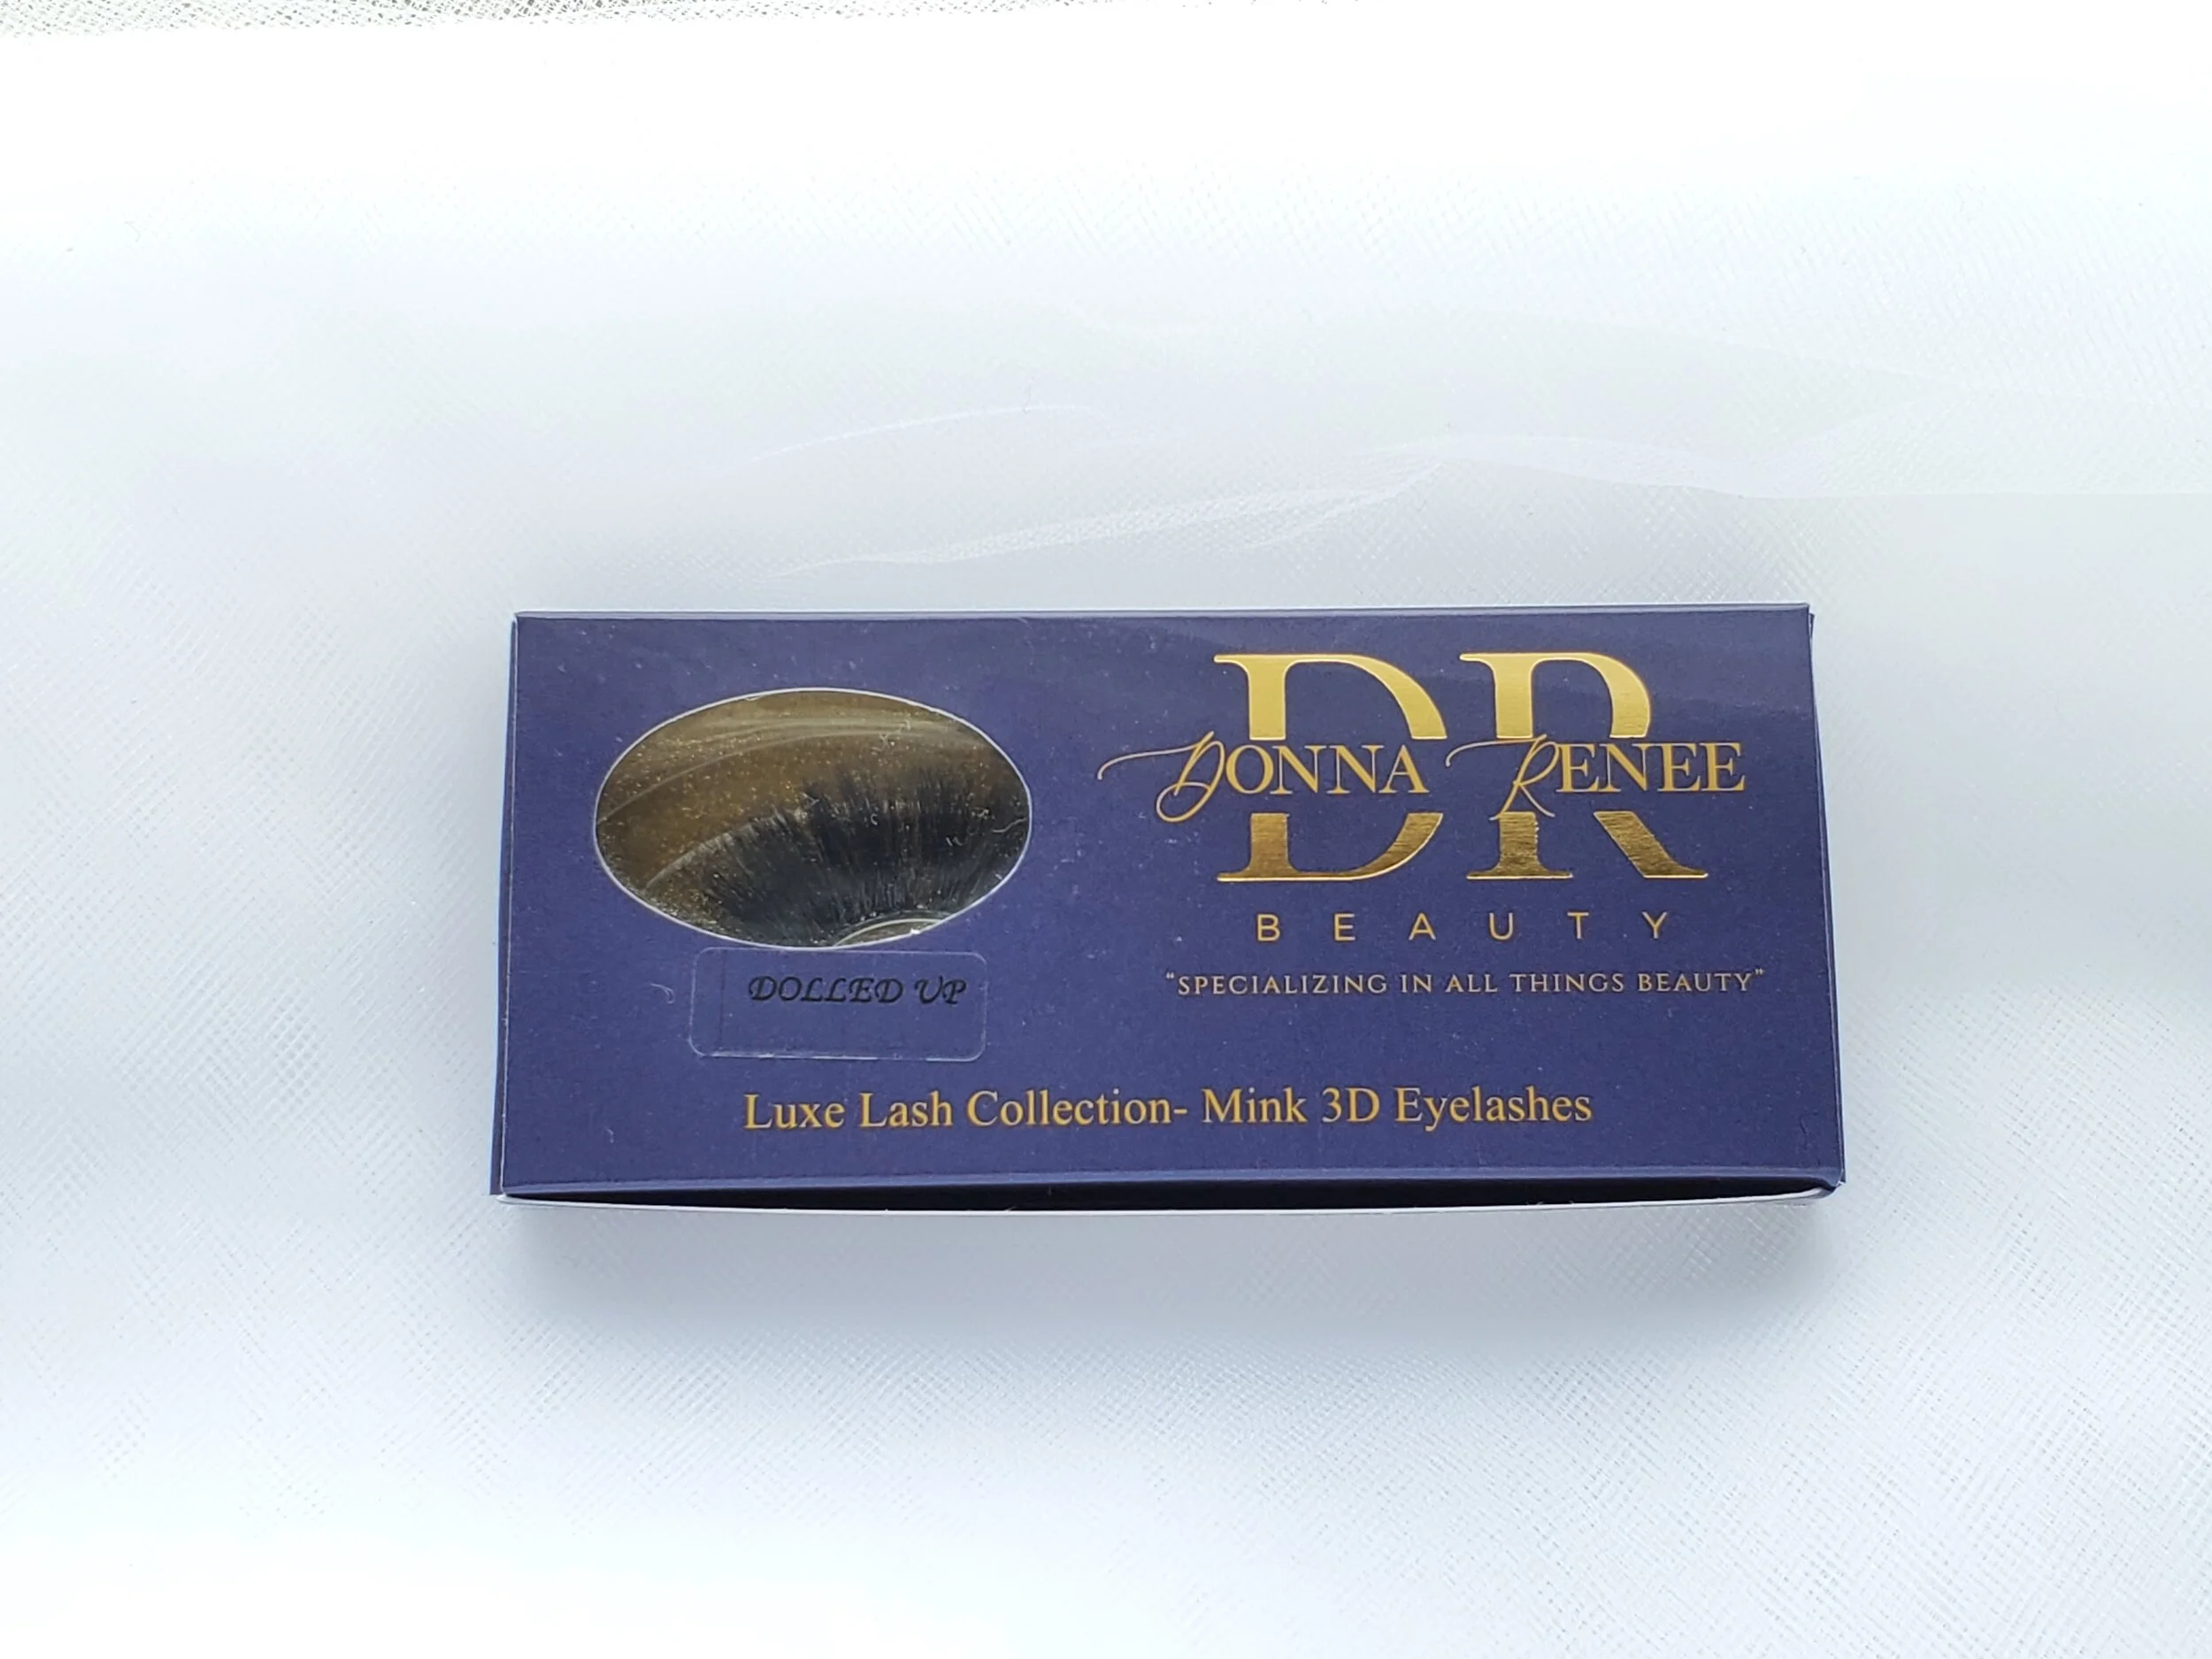 DR
DONNA RENEE
BEAUTY
“SPECIALIZING IN ALL THINGS BEAUTY”
DOLLED UP
Luxe Lash Collection- Mink 3D Eyelashes